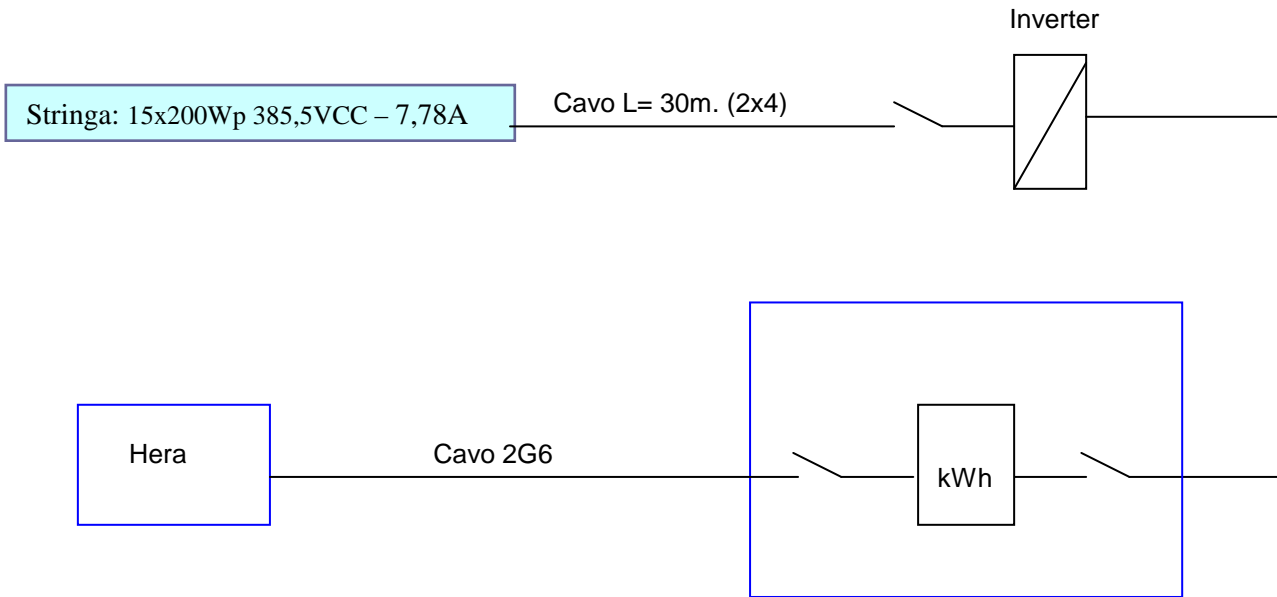 Inverter
Stringa: 15x200Wp 385,5VCC – 7,78A
Cavo L= 30m. (2x4)
Hera
Cavo 2G6
kWh